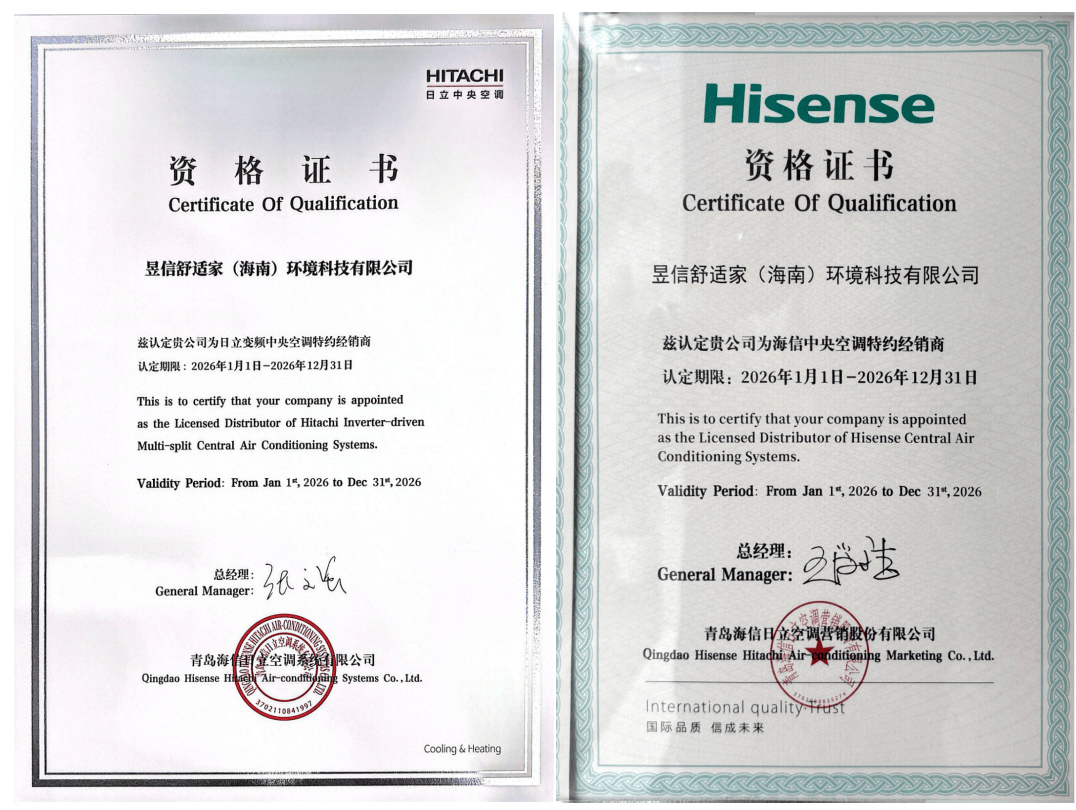 HITACHI
日立中央空调
资格证书
Certificate Of Qualification
昱信舒适家（海南）环境科技有限公司
兹认定贵公司为日立变频中央空调特约经销商
认定期限：2026年1月1日-2026年12月31日
This is to certify that your company is appointed
as the Licensed Distributor of Hitachi Inverter-driven
Multi-split Central Air Conditioning Systems.
Validity Period: From Jan 1st, 2026 to Dec 31st, 2026
总经理：
General Manager:
青岛海信日立空调系统有限公司
Qingdao Hisense Hitachi Air-conditioning Systems Co., Ltd.
3702110841997
Cooling & Heating
Hisense
资格证书
Certificate Of Qualification
昱信舒适家（海南）环境科技有限公司
兹认定贵公司为海信中央空调特约经销商
认定期限：2026年1月1日-2026年12月31日
This is to certify that your company is appointed
as the Licensed Distributor of Hisense Central Air
Conditioning Systems.
Validity Period: From Jan 1st, 2026 to Dec 31st, 2026
总经理：
General Manager:
青岛海信日立空调营销股份有限公司
Qingdao Hisense Hitachi Air-conditioning Marketing Co., Ltd.
International quality·Trust
国际品质 信成未来